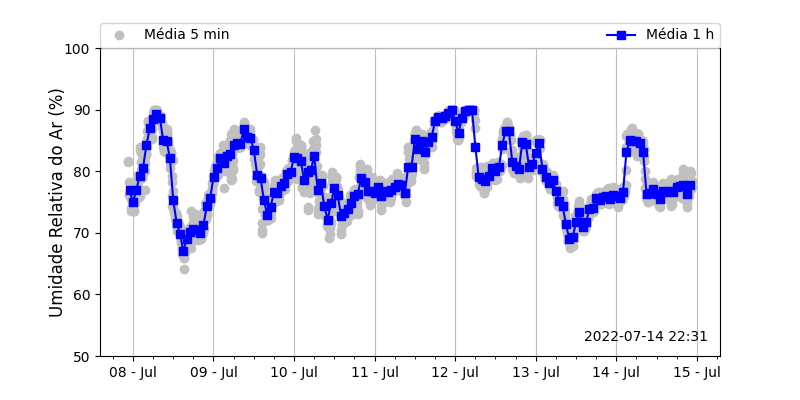 Média 5 min
Média 1 h
Umidade Relativa do Ar (%)
100
90
80
70
60
50
2022-07-14 22:31
08 - Jul
09 - Jul
10 - Jul
11 - Jul
12 - Jul
13 - Jul
14 - Jul
15 - Jul